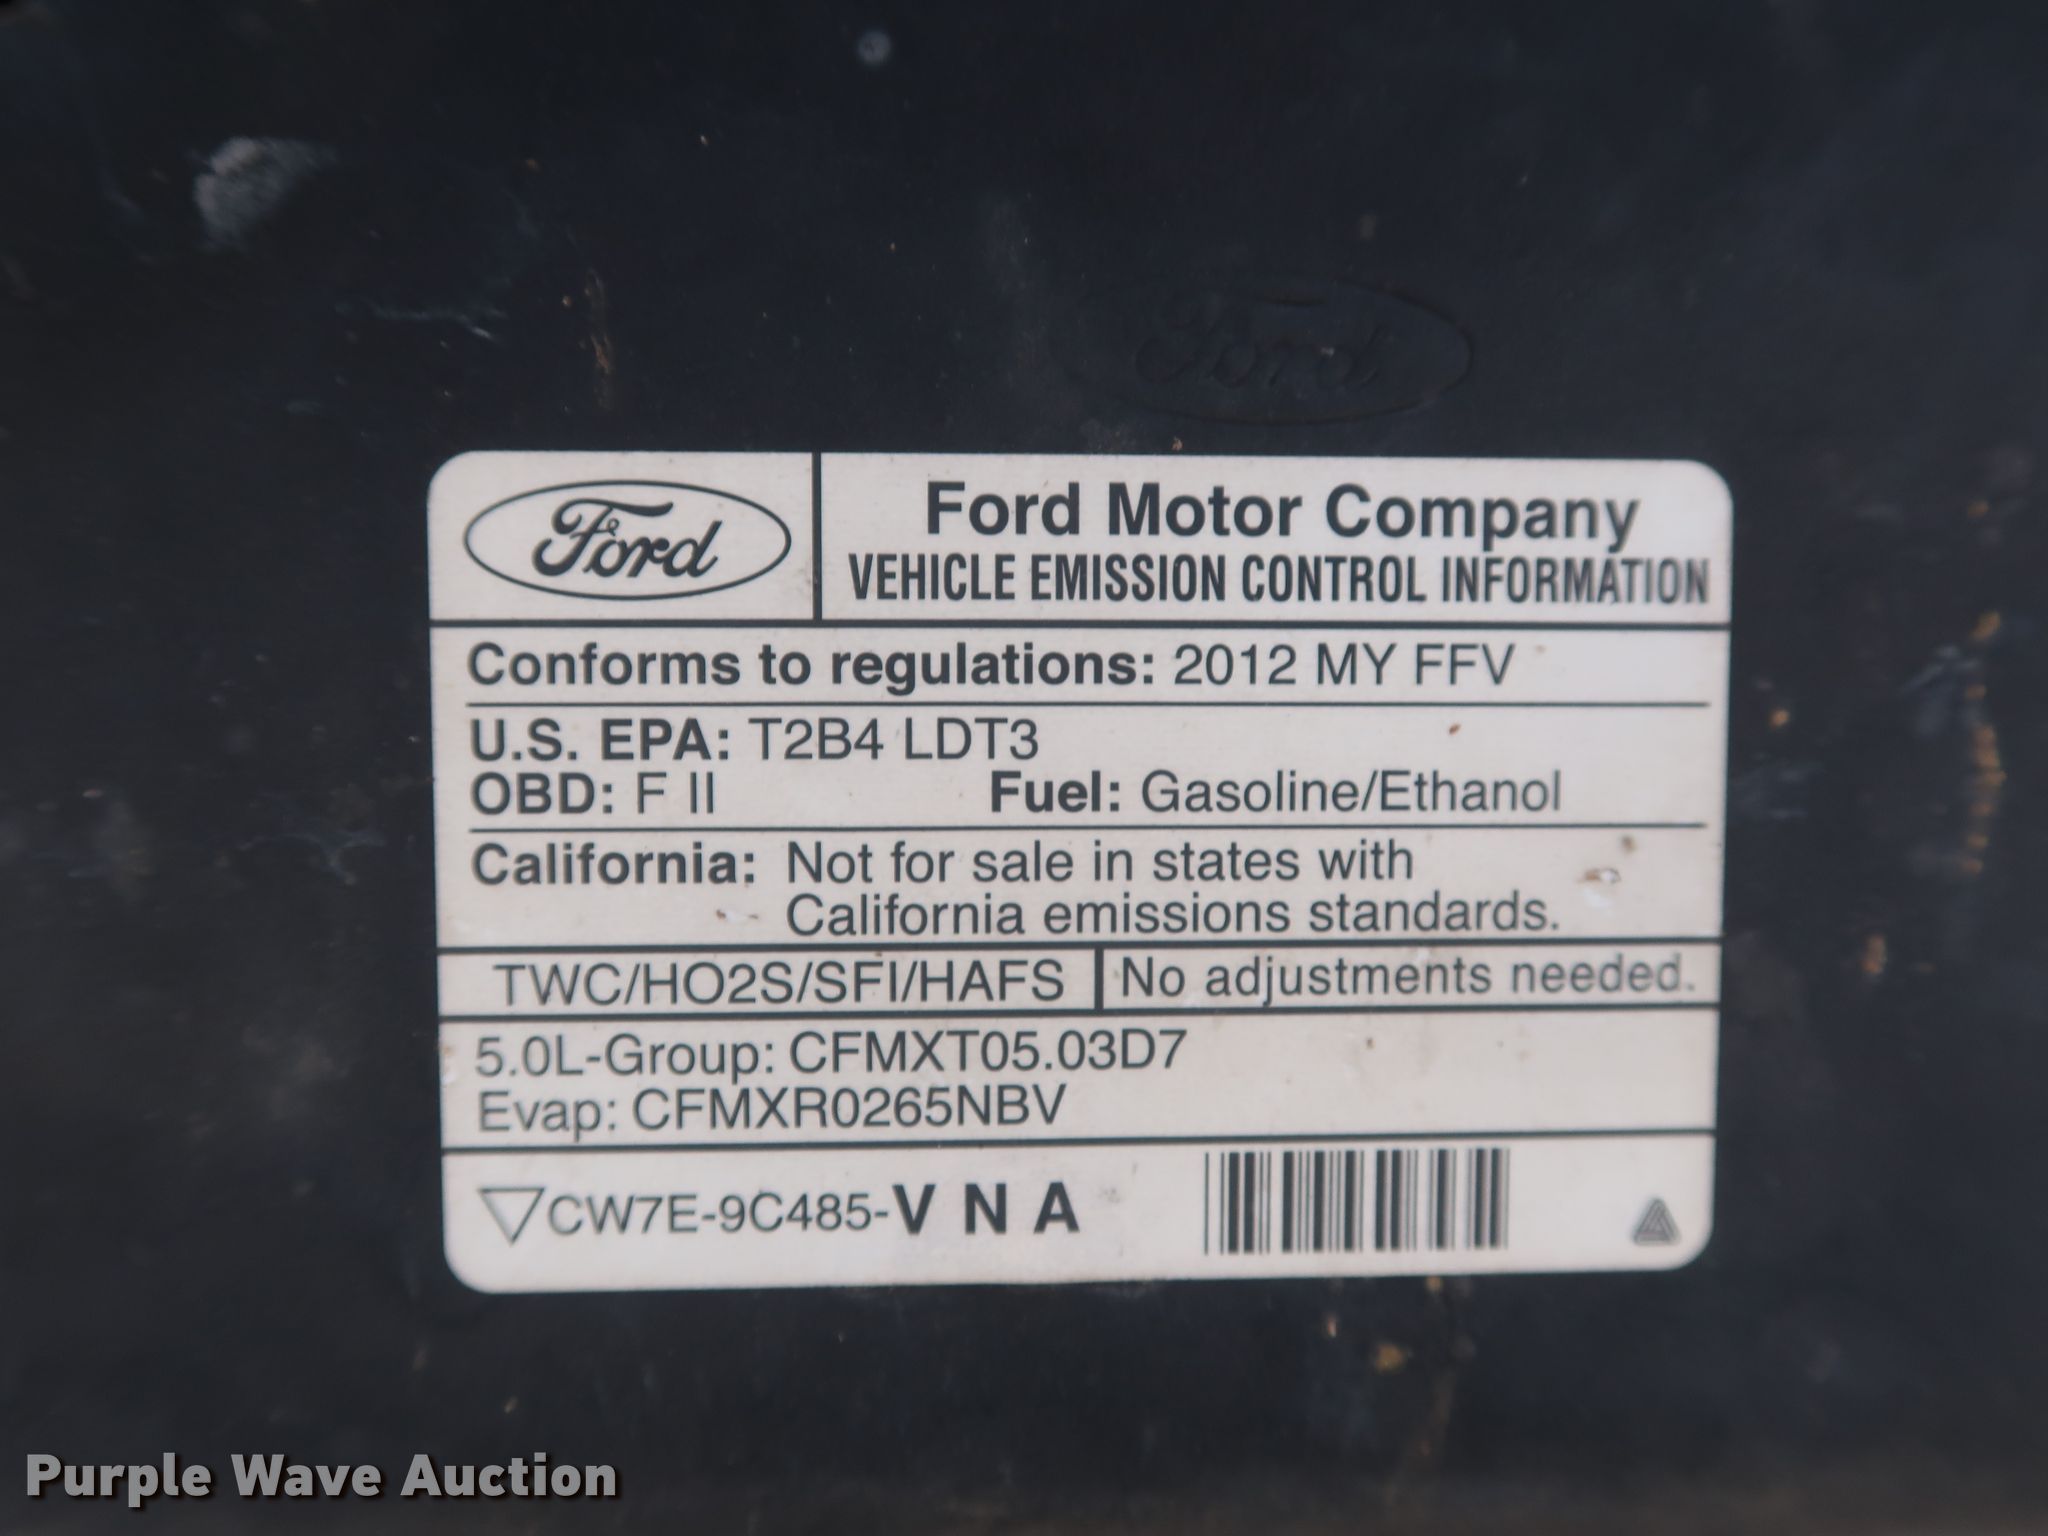 Ford
Ford
Ford Motor Company
VEHICLE EMISSION CONTROL INFORMATION
Conforms to regulations: 2012 MY FFV
U.S. EPA: T2B4 LDT3
OBD: F II Fuel: Gasoline/Ethanol
California: Not for sale in states with
California emissions standards.
TWC/HO2S/SFI/HAFS No adjustments needed.
5.0L-Group: CFMXT05.03D7
Evap: CFMXR0265NBV
CW7E-9C485-V N A
Purple Wave Auction